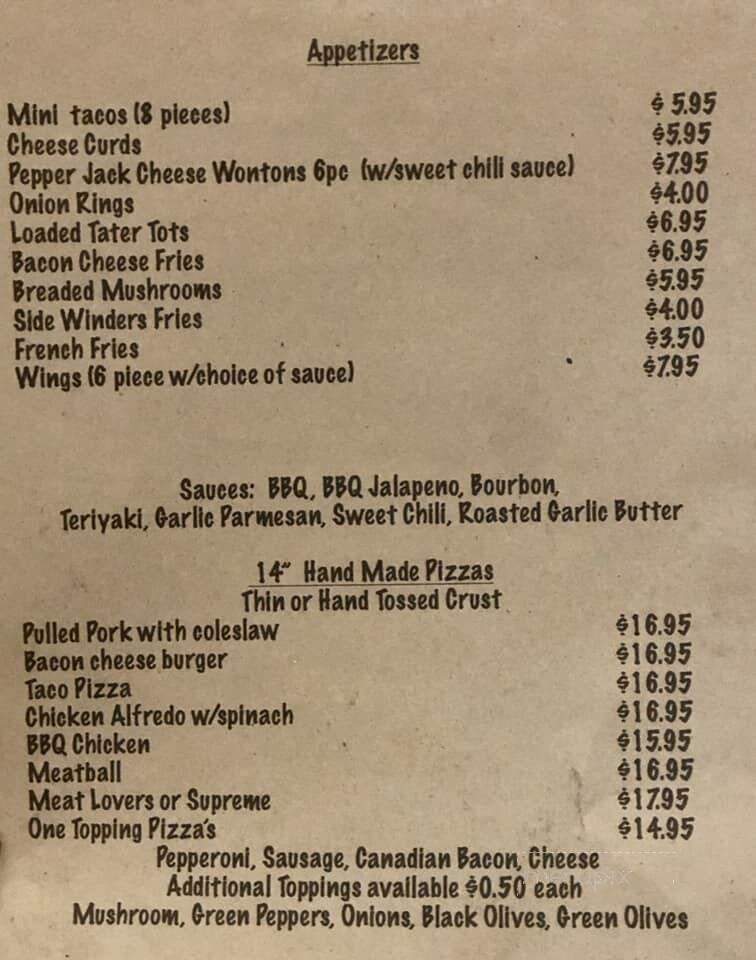 Appetizers
Mini tacos (8 pieces) $5.95
Cheese Curds $5.95
Pepper Jack Cheese Wontons 6pc (w/sweet chili sauce) $7.95
Onion Rings $4.00
Loaded Tater Tots $6.95
Bacon Cheese Fries $6.95
Breaded Mushrooms $5.95
Side Winders Fries $4.00
French Fries $3.50
Wings (6 piece w/choice of sauce) $7.95
Sauces: BBQ, BBQ Jalapeno, Bourbon,
Teriyaki, Garlic Parmesan, Sweet Chili, Roasted Garlic Butter
14" Hand Made Pizzas
Thin or Hand Tossed Crust
Pulled Pork with coleslaw $16.95
Bacon cheese burger $16.95
Taco Pizza $16.95
Chicken Alfredo w/spinach $16.95
BBQ Chicken $15.95
Meatball $16.95
Meat Lovers or Supreme $17.95
One Topping Pizza's $14.95
Pepperoni, Sausage, Canadian Bacon, Cheese
Additional Toppings available $0.50 each
Mushroom, Green Peppers, Onions, Black Olives, Green Olives